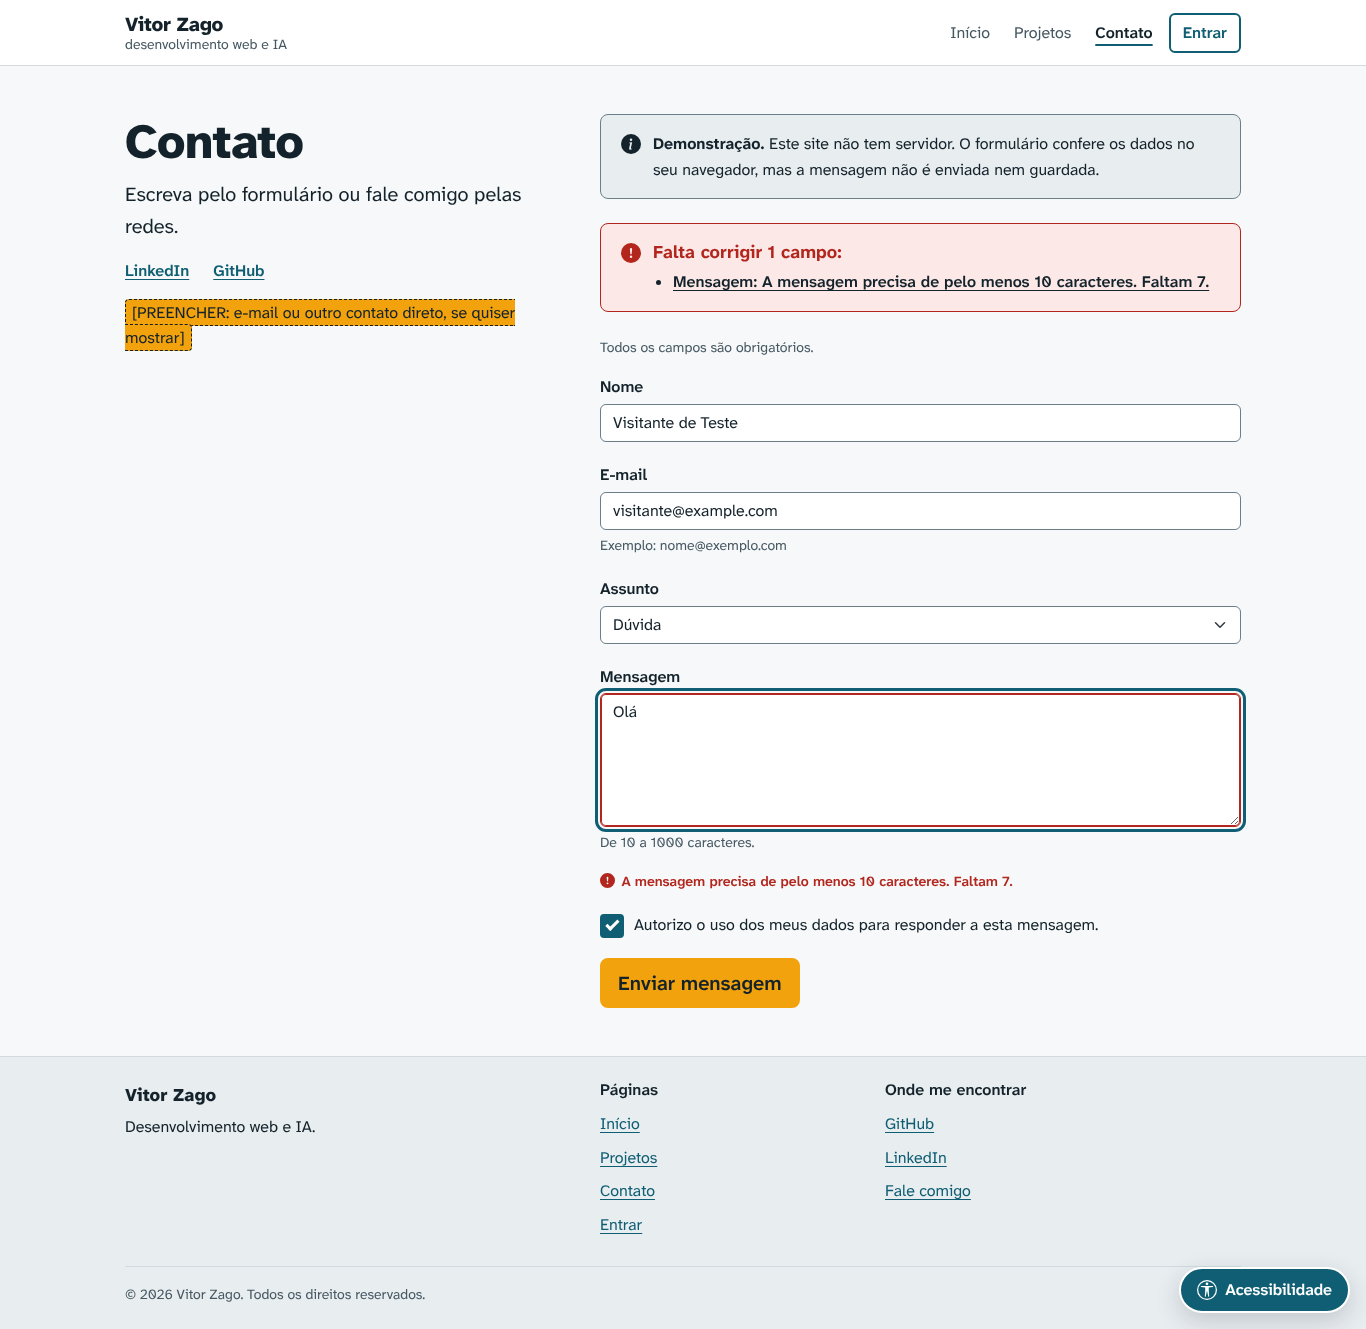 Vitor Zago
desenvolvimento web e IA
Início
Projetos
Contato
Entrar
Contato
Escreva pelo formulário ou fale comigo pelas
redes.
LinkedIn
GitHub
[PREENCHER: e-mail ou outro contato direto, se quiser
mostrar]
Demonstração. Este site não tem servidor. O formulário confere os dados no
seu navegador, mas a mensagem não é enviada nem guardada.
Falta corrigir 1 campo:
Mensagem: A mensagem precisa de pelo menos 10 caracteres. Faltam 7.
Todos os campos são obrigatórios.
Nome
Visitante de Teste
E-mail
visitante@example.com
Exemplo: nome@exemplo.com
Assunto
Dúvida
Mensagem
Olá
De 10 a 1000 caracteres.
A mensagem precisa de pelo menos 10 caracteres. Faltam 7.
Autorizo o uso dos meus dados para responder a esta mensagem.
Enviar mensagem
Vitor Zago
Desenvolvimento web e IA.
Páginas
Início
Projetos
Contato
Entrar
Onde me encontrar
GitHub
LinkedIn
Fale comigo
© 2026 Vitor Zago. Todos os direitos reservados.
Acessibilidade